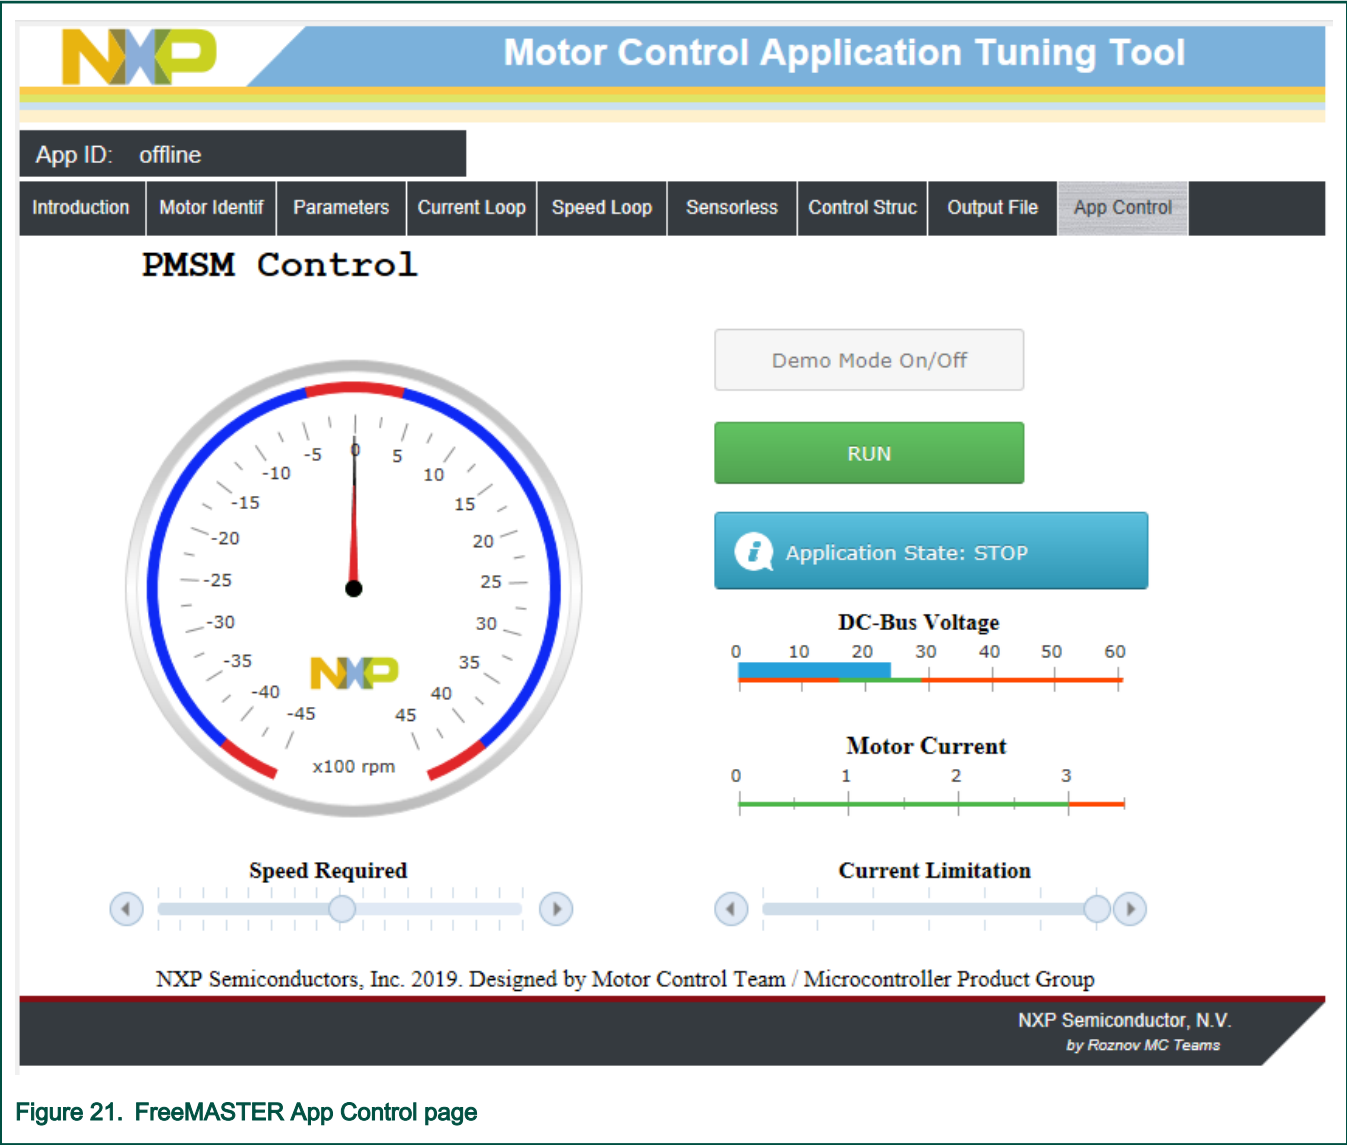 NXP
Motor Control Application Tuning Tool
App ID: offline
Introduction Motor Identif Parameters Current Loop Speed Loop Sensorless Control Struc Output File App Control
PMSM Control
Demo Mode On/Off
RUN
Application State: STOP
-5 0 5
-10 10
-15 15
-20 20
-25 25
-30 30
-35 35
-40 40
-45 45
NXP
x100 rpm
DC-Bus Voltage
0 10 20 30 40 50 60
Motor Current
0 1 2 3
Speed Required
Current Limitation
NXP Semiconductors, Inc. 2019. Designed by Motor Control Team / Microcontroller Product Group
NXP Semiconductor, N.V.
by Roznov MC Teams
Figure 21. FreeMASTER App Control page